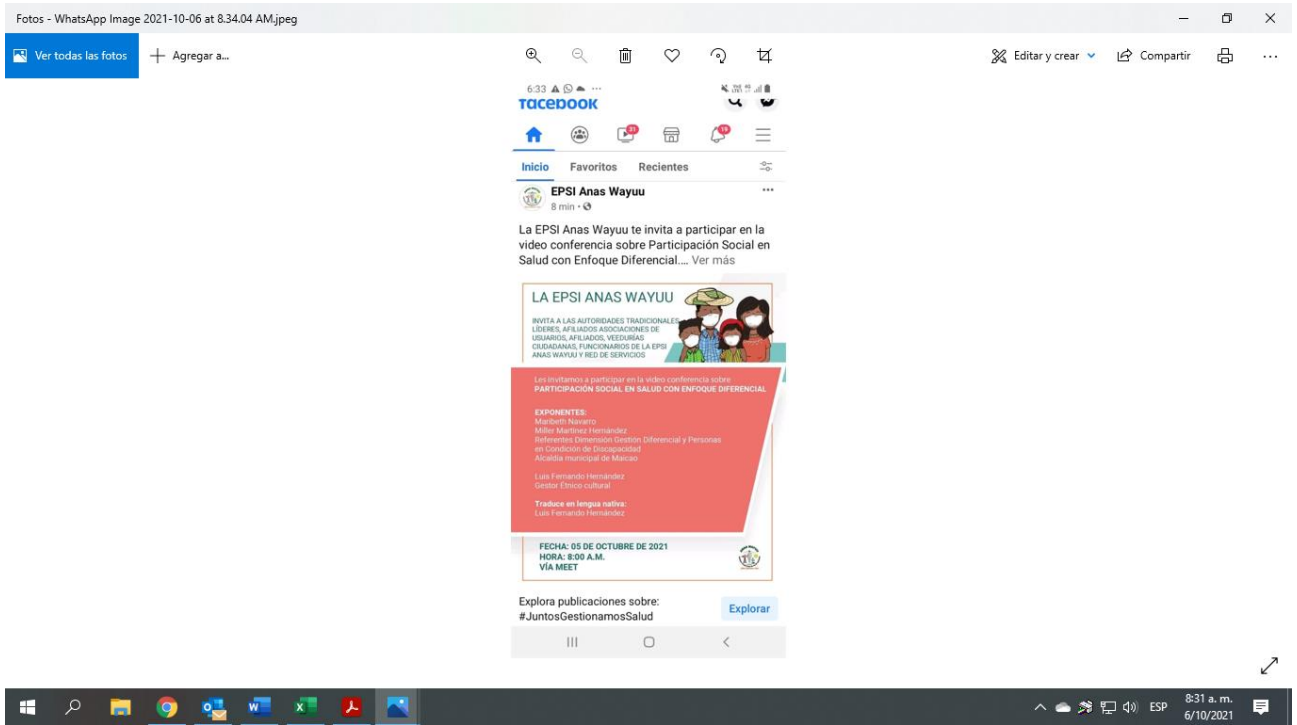 Fotos - WhatsApp Image 2021-10-06 at 8.34.04 AM.jpeg
Ver todas las fotos
Agregar a...
Editar y crear
Compartir
6:33
facebook
Inicio Favoritos Recientes
EPSI Anas Wayuu
8 min
La EPSI Anas Wayuu te invita a participar en la
video conferencia sobre Participación Social en
Salud con Enfoque Diferencial.... Ver más
LA EPSI ANAS WAYUU
INVITA A LAS AUTORIDADES TRADICIONALES,
LÍDERES, AFILIADOS ASOCIACIONES DE
USUARIOS, AFILIADOS, VEEDURÍAS
CIUDADANAS, FUNCIONARIOS DE LA EPSI
ANAS WAYUU Y RED DE SERVICIOS
Les invitamos a participar en la video conferencia sobre
PARTICIPACIÓN SOCIAL EN SALUD CON ENFOQUE DIFERENCIAL
EXPONENTES:
Maribeth Navarro
Miller Martínez Hernández
Referentes Dimensión Gestión Diferencial y Personas
en Condición de Discapacidad
Alcaldía municipal de Maicao
Luis Fernando Hernández
Gestor Étnico cultural
Traduce en lengua nativa:
Luis Fernando Hernández
FECHA: 05 DE OCTUBRE DE 2021
HORA: 8:00 A.M.
VÍA MEET
Explora publicaciones sobre:
#JuntosGestionamosSalud
Explorar
ESP
8:31 a. m.
6/10/2021